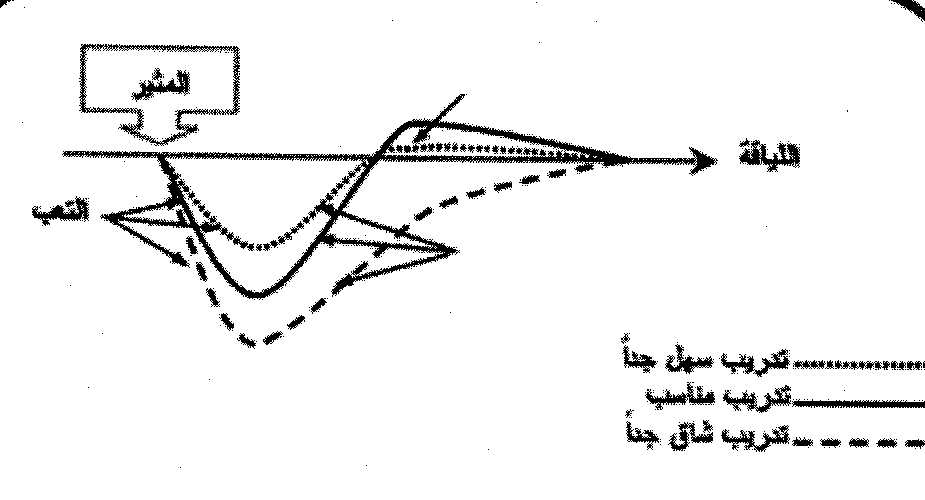 المثير
اللياقة
التعب
تدريب سهل جداً
تدريب مناسب
تدريب شاق جداً